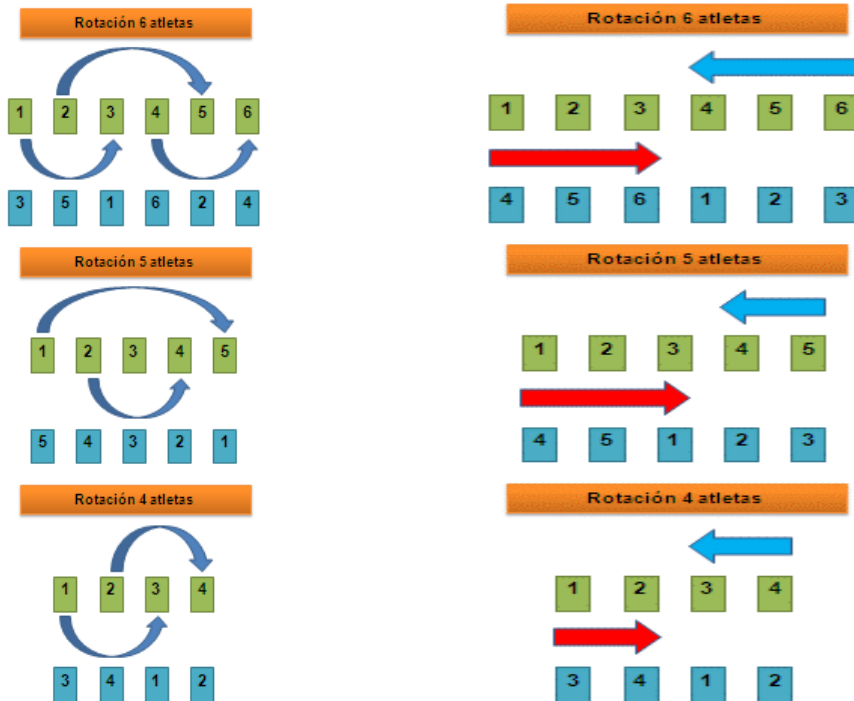 Rotación 6 atletas
1 2 3 4 5 6
3 5 1 6 2 4
Rotación 5 atletas
1 2 3 4 5
5 4 3 2 1
Rotación 4 atletas
1 2 3 4
3 4 1 2
Rotación 6 atletas
1 2 3 4 5 6
4 5 6 1 2 3
Rotación 5 atletas
1 2 3 4 5
4 5 1 2 3
Rotación 4 atletas
1 2 3 4
3 4 1 2